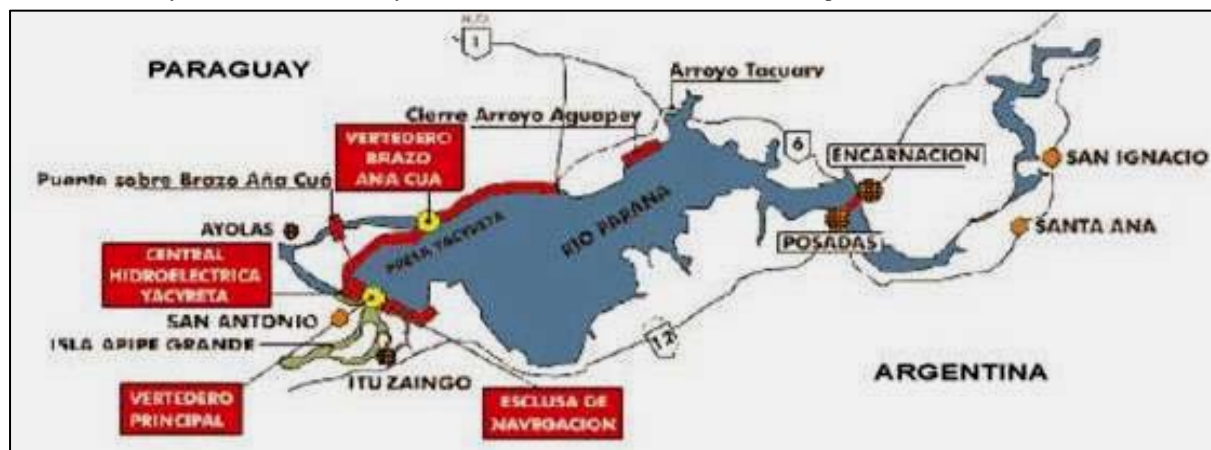 1
PARAGUAY
Arroyo Tacuary
Cierre Arroyo Aguapey
VERTEDERO
BRAZO
AÑA CUA
6
ENCARNACION
SAN IGNACIO
Puente sobre Brazo Aña Cuá
AYOLAS
PRESA YACYRETA
RIO PARANA
POSADAS
SANTA ANA
CENTRAL
HIDROELECTRICA
YACYRETA
SAN ANTONIO
ISLA APIPE GRANDE
12
ITUZAINGO
ARGENTINA
VERTEDERO
PRINCIPAL
ESCLUSA DE
NAVEGACION